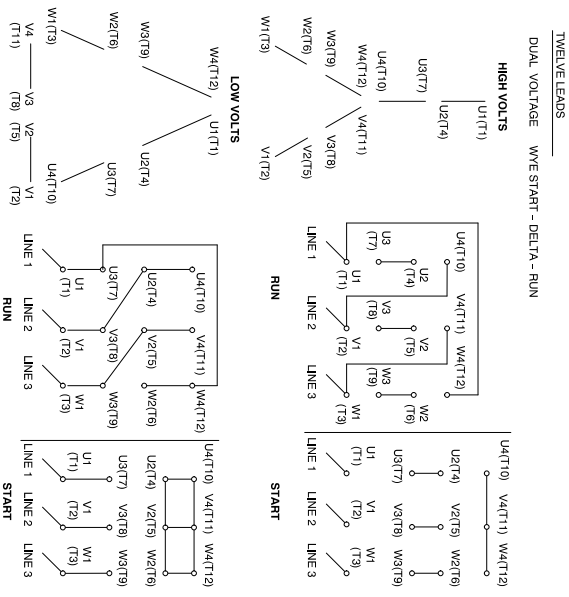 TWELVE LEADS
DUAL VOLTAGE WYE START – DELTA – RUN
HIGH VOLTS
U1(T1)
U2(T4)
U3(T7)
U4(T10)
W4(T12)
V4(T11)
W3(T9)
V3(T8)
W2(T6)
V2(T5)
W1(T3)
V1(T2)
U4(T10) V4(T11) W4(T12)
U2 (T4) V2 (T5) W2 (T6)
U3 (T7) V3 (T8) W3 (T9)
U1 (T1) V1 (T2) W1 (T3)
LINE 1 LINE 2 LINE 3
RUN
U4(T10) V4(T11) W4(T12)
U2(T4) V2(T5) W2(T6)
U3(T7) V3(T8) W3(T9)
U1 (T1) V1 (T2) W1 (T3)
LINE 1 LINE 2 LINE 3
START
LOW VOLTS
W4(T12) U1(T1)
W3(T9) U2(T4)
W2(T6) U3(T7)
W1(T3) U4(T10)
V4 (T11) V3 (T8) V2 (T5) V1 (T2)
U4(T10) V4(T11) W4(T12)
U2(T4) V2(T5) W2(T6)
U3(T7) V3(T8) W3(T9)
U1 (T1) V1 (T2) W1 (T3)
LINE 1 LINE 2 LINE 3
RUN
U4(T10) V4(T11) W4(T12)
U2(T4) V2(T5) W2(T6)
U3(T7) V3(T8) W3(T9)
U1 (T1) V1 (T2) W1 (T3)
LINE 1 LINE 2 LINE 3
START